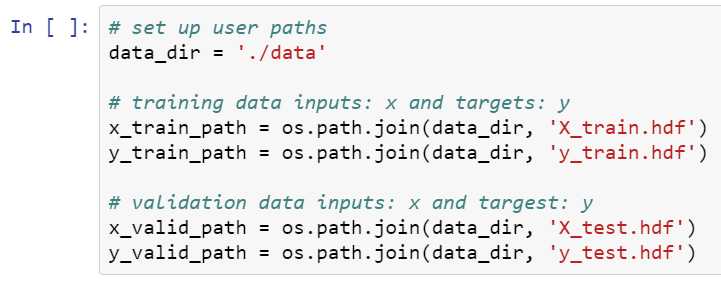 In [ ]: # set up user paths
data_dir = './data'
# training data inputs: x and targets: y
x_train_path = os.path.join(data_dir, 'X_train.hdf')
y_train_path = os.path.join(data_dir, 'y_train.hdf')
# validation data inputs: x and targest: y
x_valid_path = os.path.join(data_dir, 'X_test.hdf')
y_valid_path = os.path.join(data_dir, 'y_test.hdf')